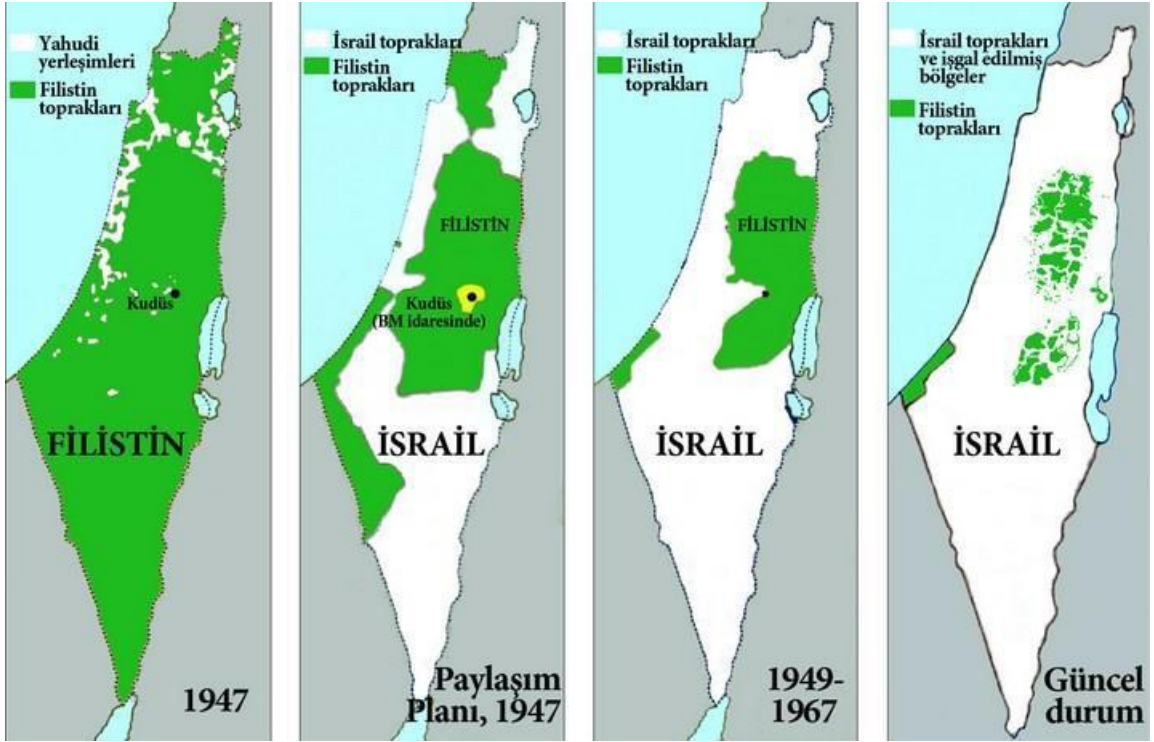 Yahudi
yerleşimleri
Filistin
toprakları
Kudüs
FİLİSTİN
1947
İsrail toprakları
Filistin
toprakları
FİLİSTİN
Kudüs
(BM idaresinde)
İSRAİL
Paylaşım
Planı, 1947
İsrail toprakları
Filistin
toprakları
FİLİSTİN
İSRAİL
1949-
1967
İsrail toprakları
ve işgal edilmiş
bölgeler
Filistin
toprakları
İSRAİL
Güncel
durum